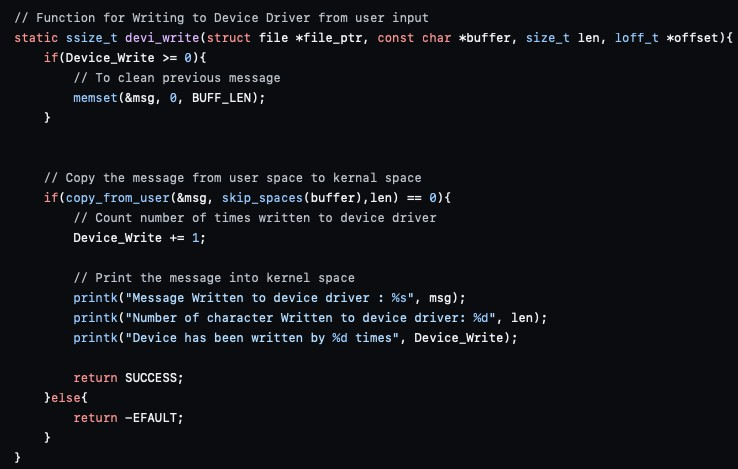 // Function for Writing to Device Driver from user input
static ssize_t devi_write(struct file *file_ptr, const char *buffer, size_t len, loff_t *offset){
    if(Device_Write >= 0){
        // To clean previous message
        memset(&msg, 0, BUFF_LEN);
    }
    // Copy the message from user space to kernal space
    if(copy_from_user(&msg, skip_spaces(buffer),len) == 0){
        // Count number of times written to device driver
        Device_Write += 1;
        // Print the message into kernel space
        printk("Message Written to device driver : %s", msg);
        printk("Number of character Written to device driver: %d", len);
        printk("Device has been written by %d times", Device_Write);
        return SUCCESS;
    }else{
        return -EFAULT;
    }
}